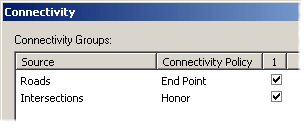 Connectivity
Connectivity Groups:
Source Connectivity Policy 1
Roads End Point
Intersections Honor